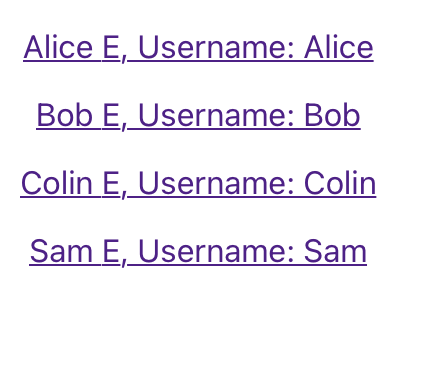 Alice E, Username: Alice
Bob E, Username: Bob
Colin E, Username: Colin
Sam E, Username: Sam